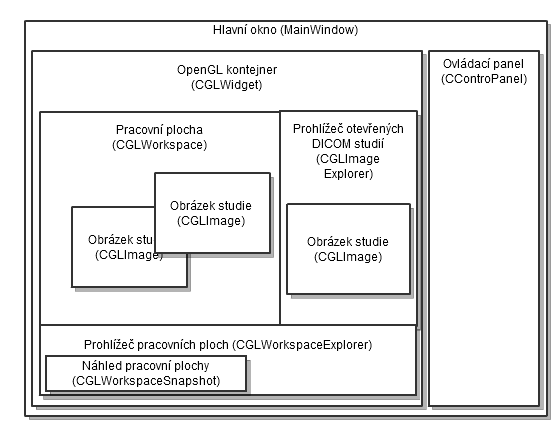 Hlavní okno (MainWindow)
OpenGL kontejner
(CGLWidget)
Ovládací panel
(CControPanel)
Pracovní plocha
(CGLWorkspace)
Prohlížeč otevřených
DICOM studií
(CGLImage
Explorer)
Obrázek studie
(CGLImage)
Obrázek stu
(CGLImage)
Obrázek studie
(CGLImage)
Prohlížeč pracovních ploch (CGLWorkspaceExplorer)
Náhled pracovní plochy
(CGLWorkspaceSnapshot)